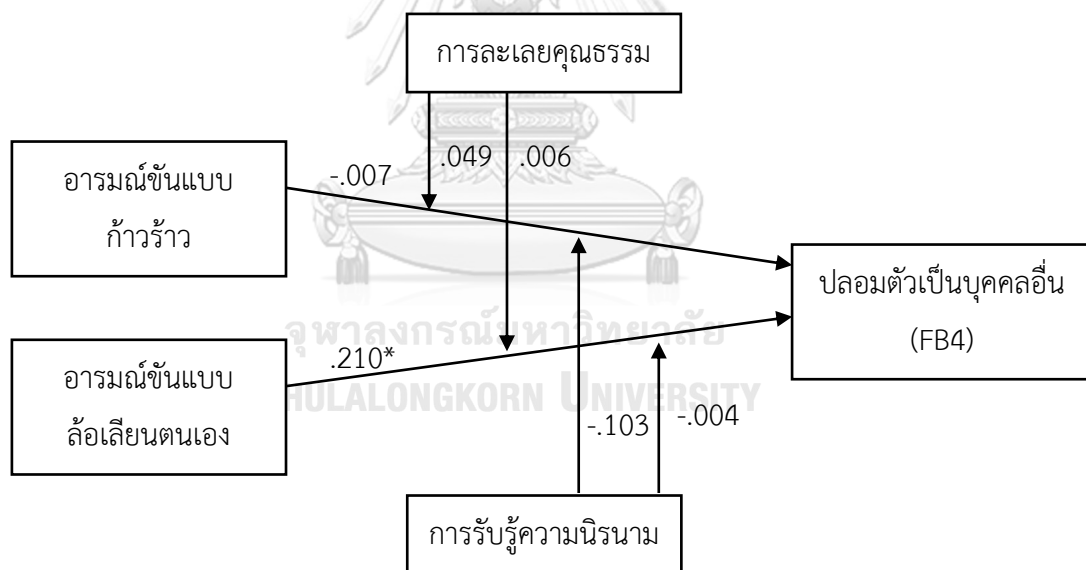 การละเลยคุณธรรม
อารมณ์ขันแบบ
ก้าวร้าว
-.007
.049
.006
ปลอมตัวเป็นบุคคลอื่น
(FB4)
จุฬาลงกรณ์มหาวิทยาลัย
อารมณ์ขันแบบ
ล้อเลียนตนเอง
.210*
HULALONGKORN UNIVERSITY
-.103
-.004
การรับรู้ความนิรนาม